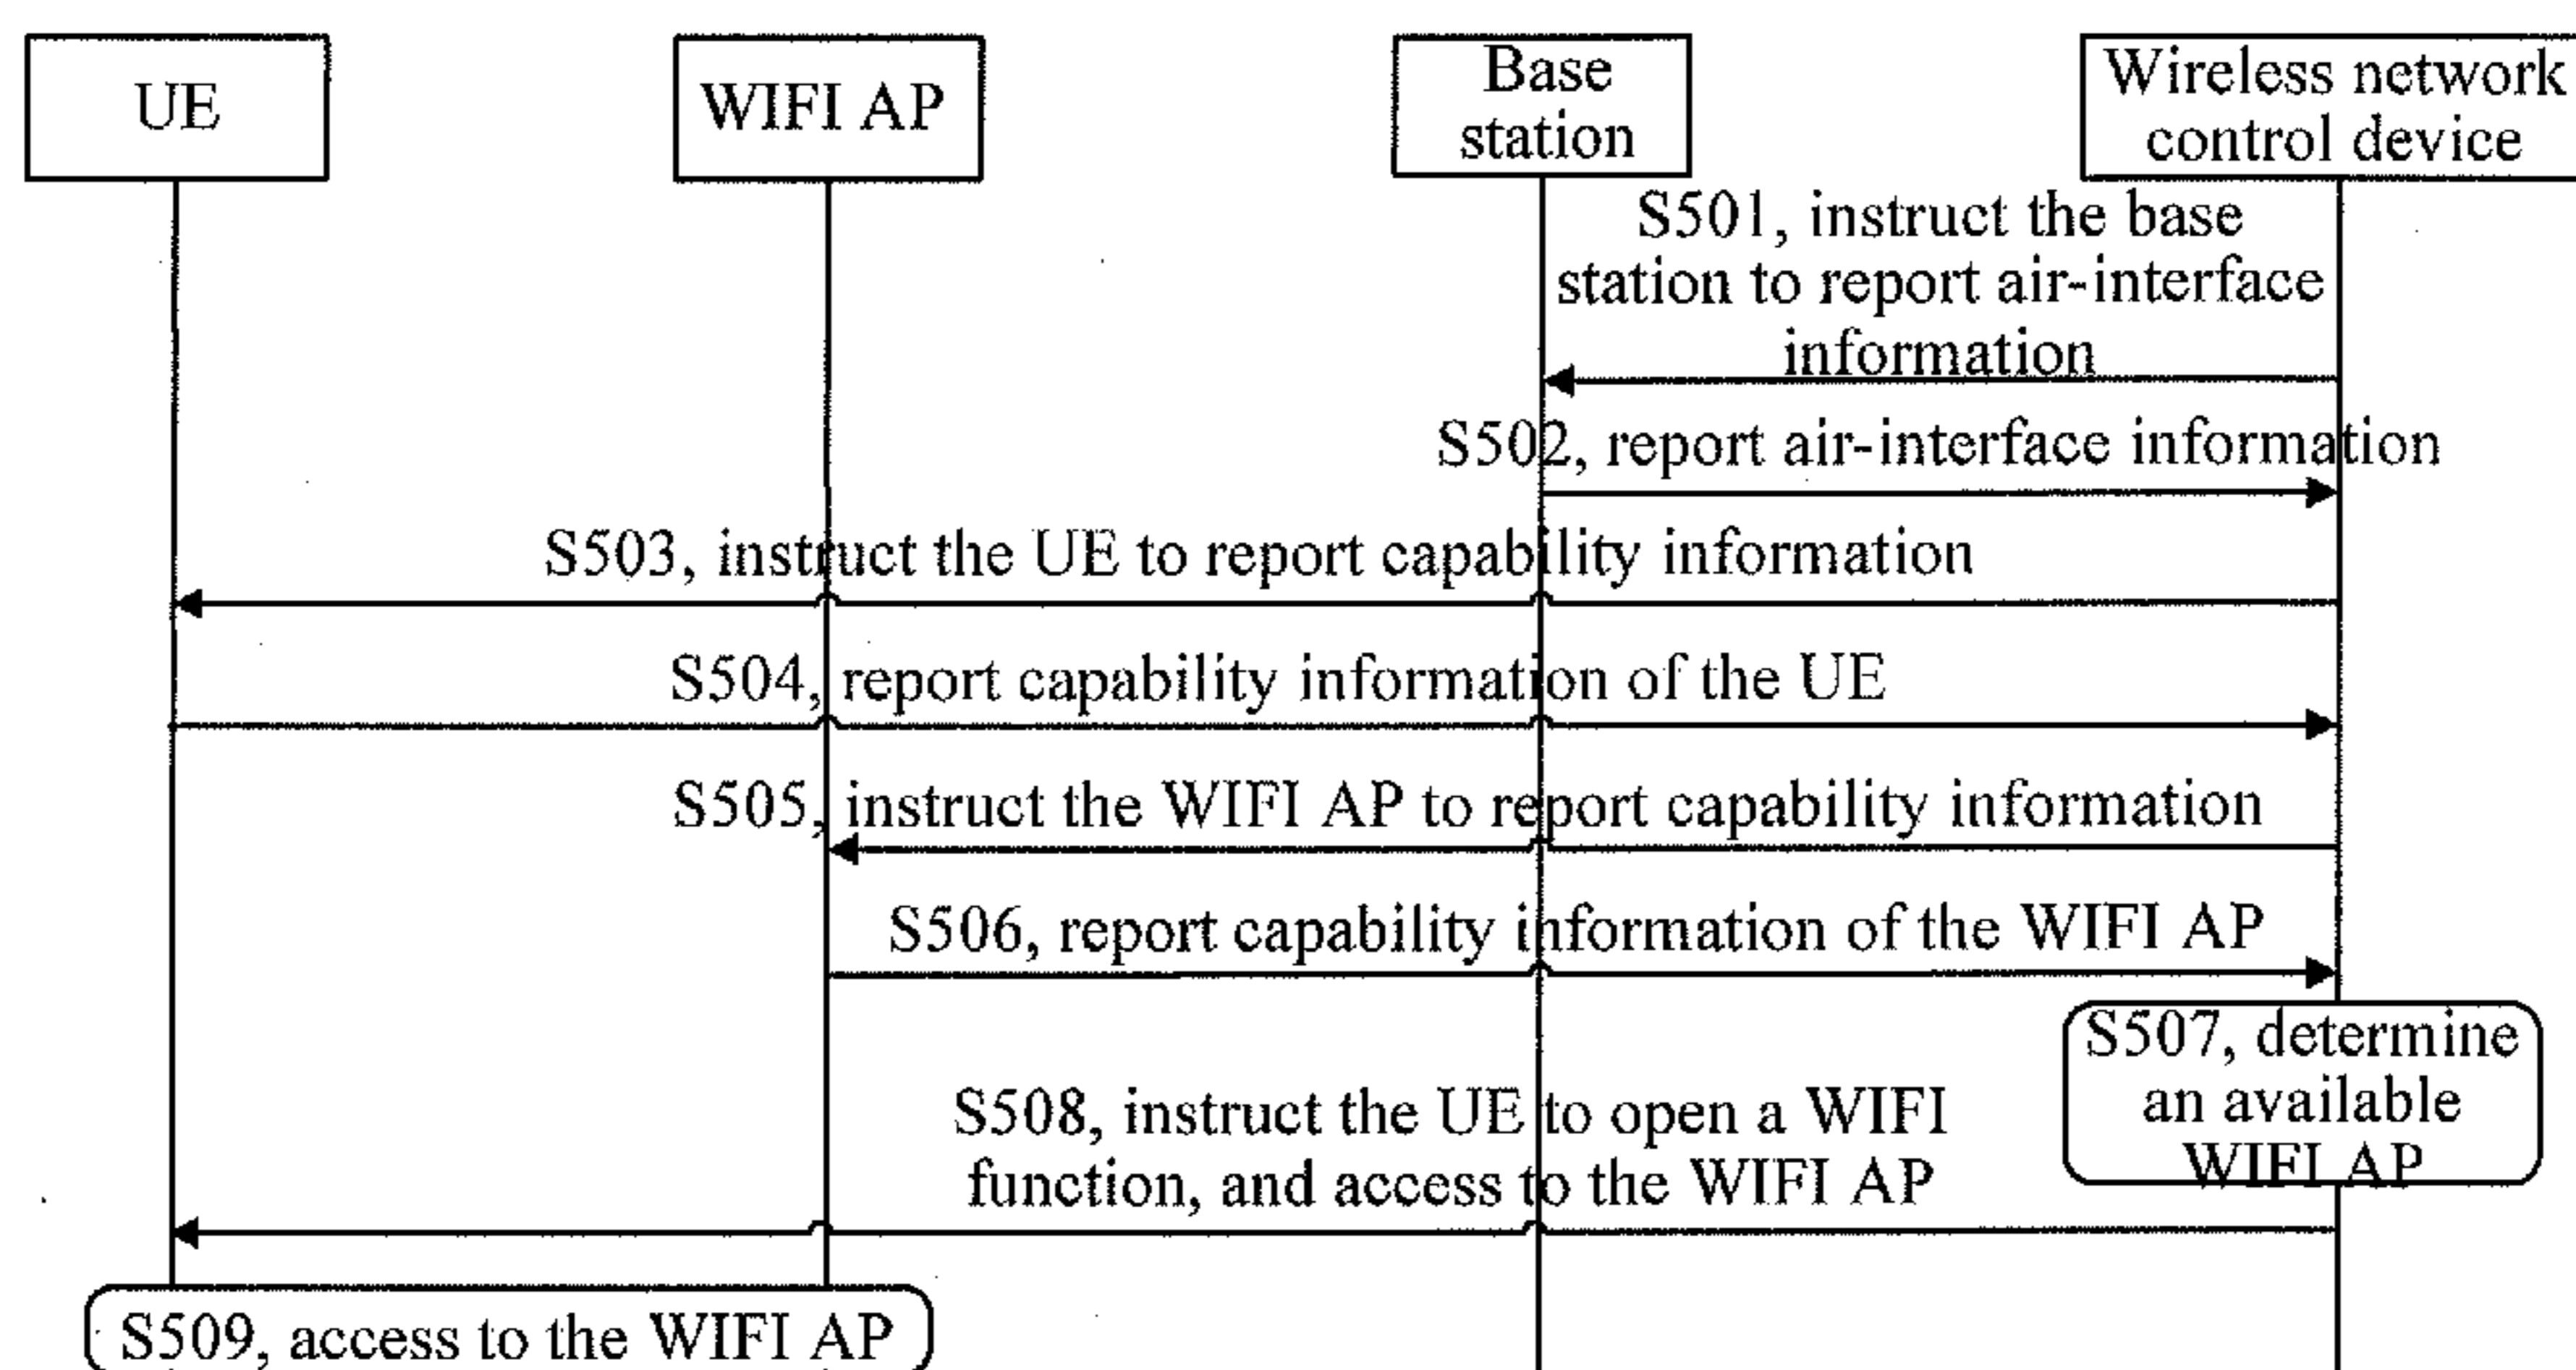 UE
WIFI AP
Base
station
Wireless network
control device
S501, instruct the base
station to report air-interface
information
S502, report air-interface information
S503, instruct the UE to report capability information
S504, report capability information of the UE
S505, instruct the WIFI AP to report capability information
S506, report capability information of the WIFI AP
S507, determine
an available
WIFI AP
S508, instruct the UE to open a WIFI
function, and access to the WIFI AP
S509, access to the WIFI AP